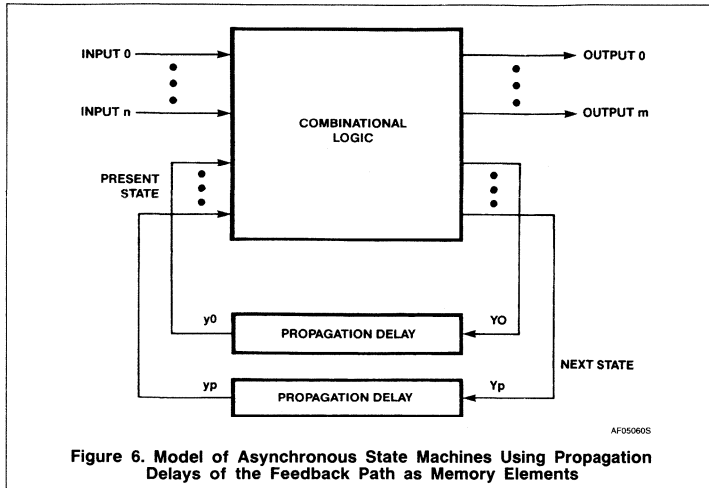 INPUT 0
OUTPUT 0
INPUT n
OUTPUT m
COMBINATIONAL
LOGIC
PRESENT
STATE
y0
PROPAGATION DELAY
YO
NEXT STATE
yp
PROPAGATION DELAY
Yp
AF05060S
Figure 6. Model of Asynchronous State Machines Using Propagation
Delays of the Feedback Path as Memory Elements